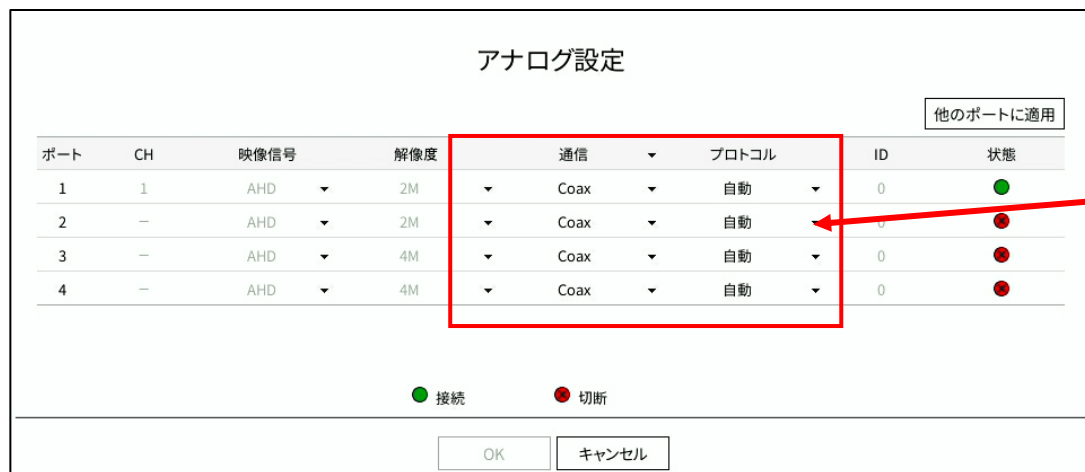 アナログ設定
他のポートに適用
ポート CH 映像信号 解像度 通信 プロトコル ID 状態
1 1 AHD 2M Coax 自動 0
2 — AHD 2M Coax 自動 0
3 — AHD 4M Coax 自動 0
4 — AHD 4M Coax 自動 0
接続 切断
OK キャンセル